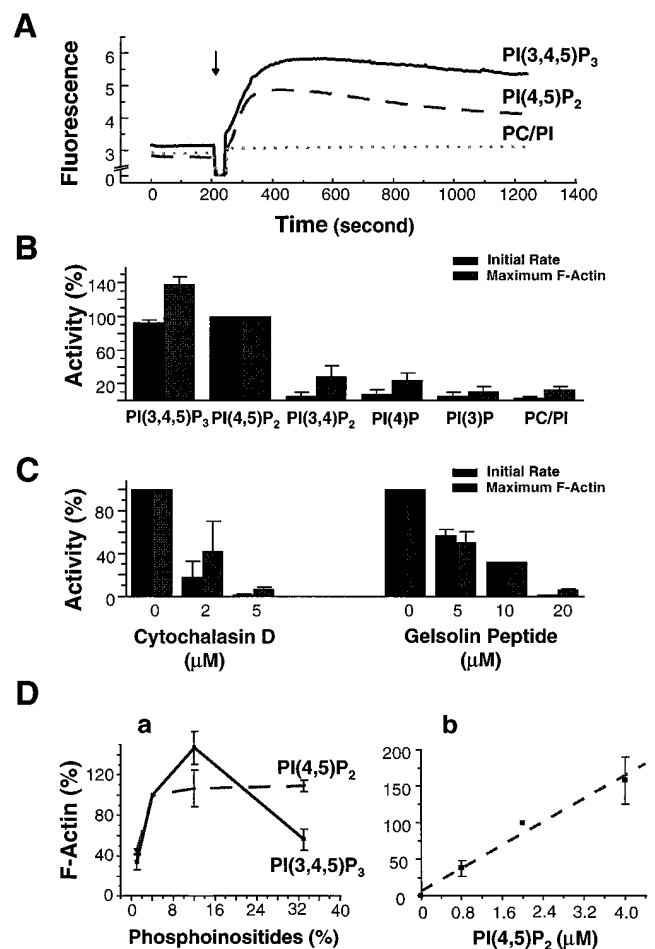 A
Fluorescence
6
5
4
3
0
PI(3,4,5)P3
PI(4,5)P2
PC/PI
0 200 400 600 800 1000 1200 1400
Time (second)
B
Activity (%)
140
100
60
20
Initial Rate
Maximum F-Actin
PI(3,4,5)P3 PI(4,5)P2 PI(3,4)P2 PI(4)P PI(3)P PC/PI
C
Activity (%)
80
40
0
Initial Rate
Maximum F-Actin
0 2 5
0 5 10 20
Cytochalasin D
(µM)
Gelsolin Peptide
(µM)
D
a
F-Actin (%)
120
80
40
0
PI(4,5)P2
PI(3,4,5)P3
0 8 16 24 32 40
Phosphoinositides (%)
b
200
150
100
50
0
0 0.8 1.6 2.4 3.2 4.0
PI(4,5)P2 (µM)